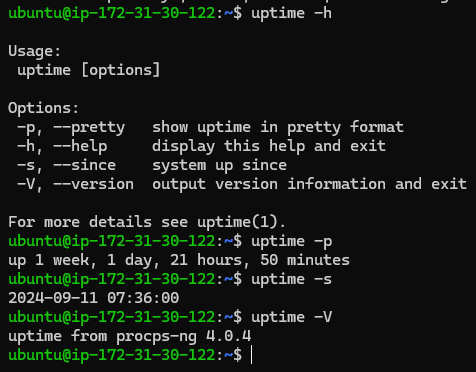 ubuntu@ip-172-31-30-122:~$ uptime -h

Usage:
 uptime [options]

Options:
 -p, --pretty   show uptime in pretty format
 -h, --help     display this help and exit
 -s, --since    system up since
 -V, --version  output version information and exit

For more details see uptime(1).
ubuntu@ip-172-31-30-122:~$ uptime -p
up 1 week, 1 day, 21 hours, 50 minutes
ubuntu@ip-172-31-30-122:~$ uptime -s
2024-09-11 07:36:00
ubuntu@ip-172-31-30-122:~$ uptime -V
uptime from procps-ng 4.0.4
ubuntu@ip-172-31-30-122:~$